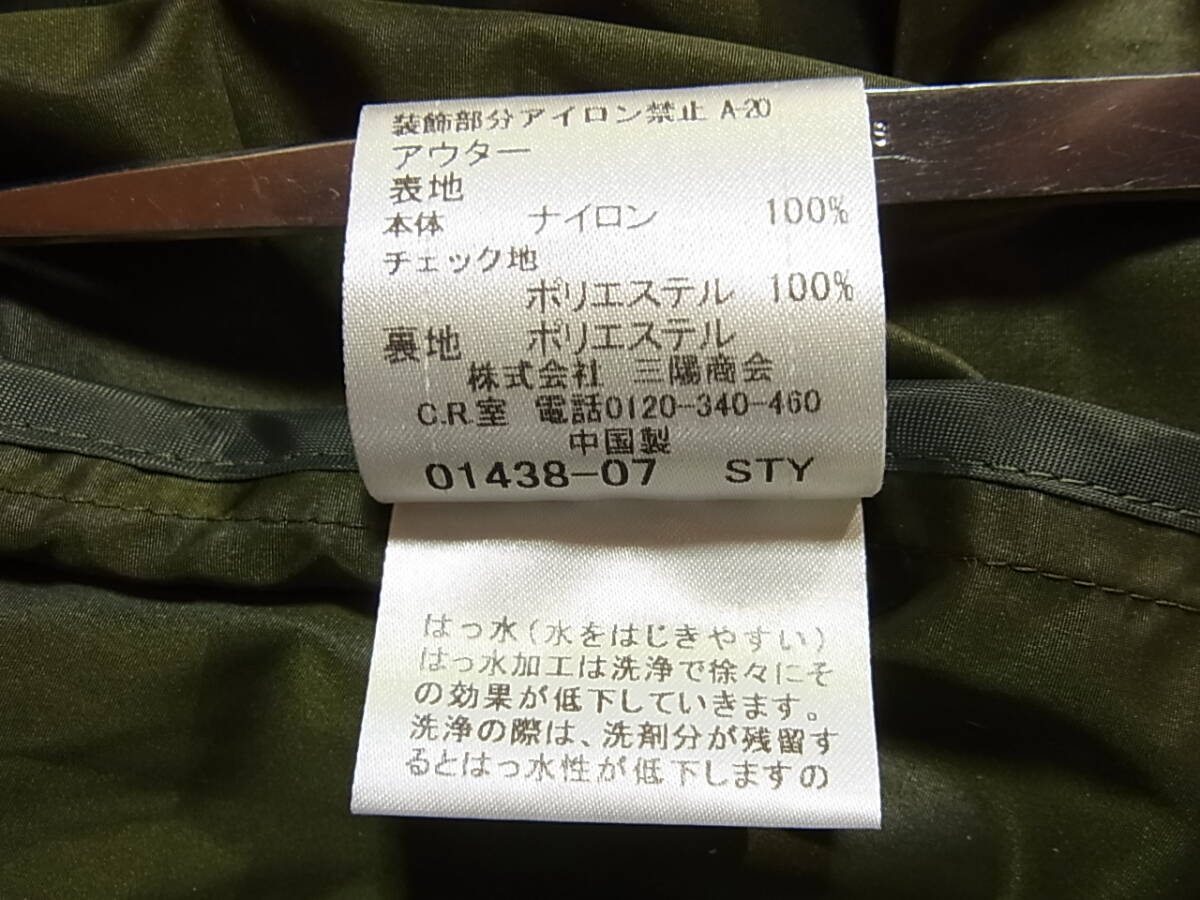 装飾部分アイロン禁止 A-20
アウター
表地
本体 ナイロン 100%
チェック地
ポリエステル 100%
裏地 ポリエステル
株式会社 三陽商会
C.R.室 電話0120-340-460
中国製
01438-07 STY
はっ水(水をはじきやすい)
はっ水加工は洗浄で徐々にそ
の効果が低下していきます。
洗浄の際は、洗剤分が残留す
るとはっ水性が低下しますの